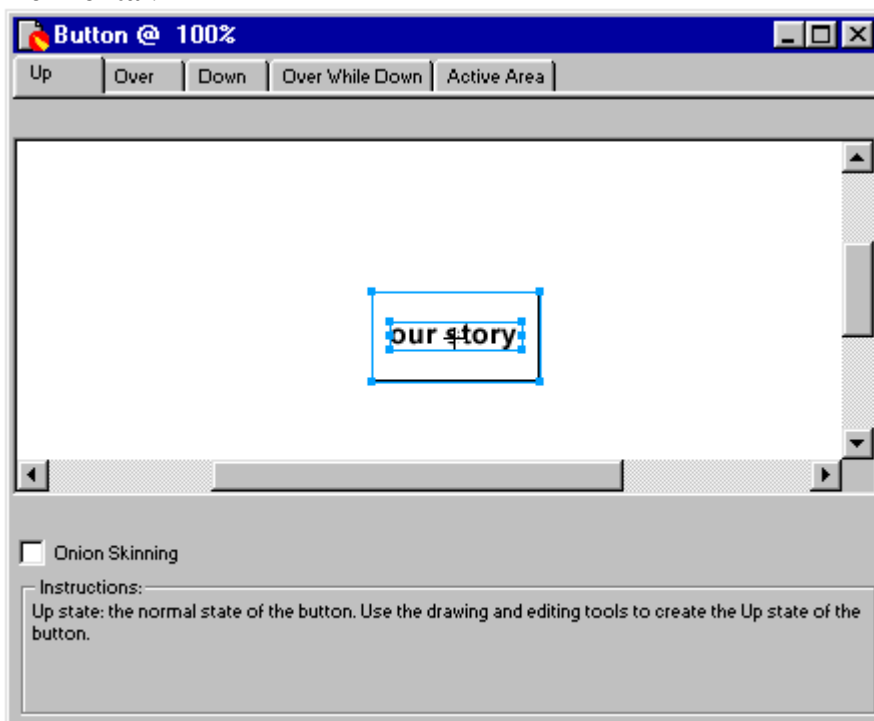 Button @ 100%
Up Over Down Over While Down Active Area
our story
Onion Skinning
Instructions:
Up state: the normal state of the button. Use the drawing and editing tools to create the Up state of the
button.